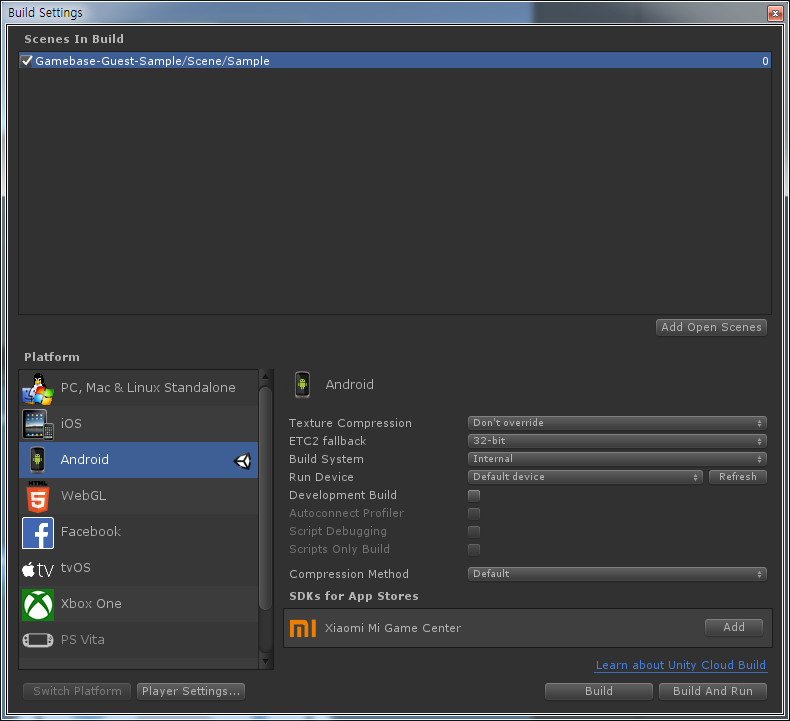 Build Settings
Scenes In Build
Gamebase-Guest-Sample/Scene/Sample 0
Add Open Scenes
Platform
PC, Mac & Linux Standalone
iOS
Android
HTML
5
WebGL
f
Facebook
tv
tvOS
Xbox One
PS Vita
Switch Platform
Player Settings...
Android
Texture Compression Don't override
ETC2 fallback 32-bit
Build System Internal
Run Device Default device Refresh
Development Build
Autoconnect Profiler
Script Debugging
Scripts Only Build
Compression Method Default
SDKs for App Stores
mi Xiaomi Mi Game Center Add
Learn about Unity Cloud Build
Build
Build And Run